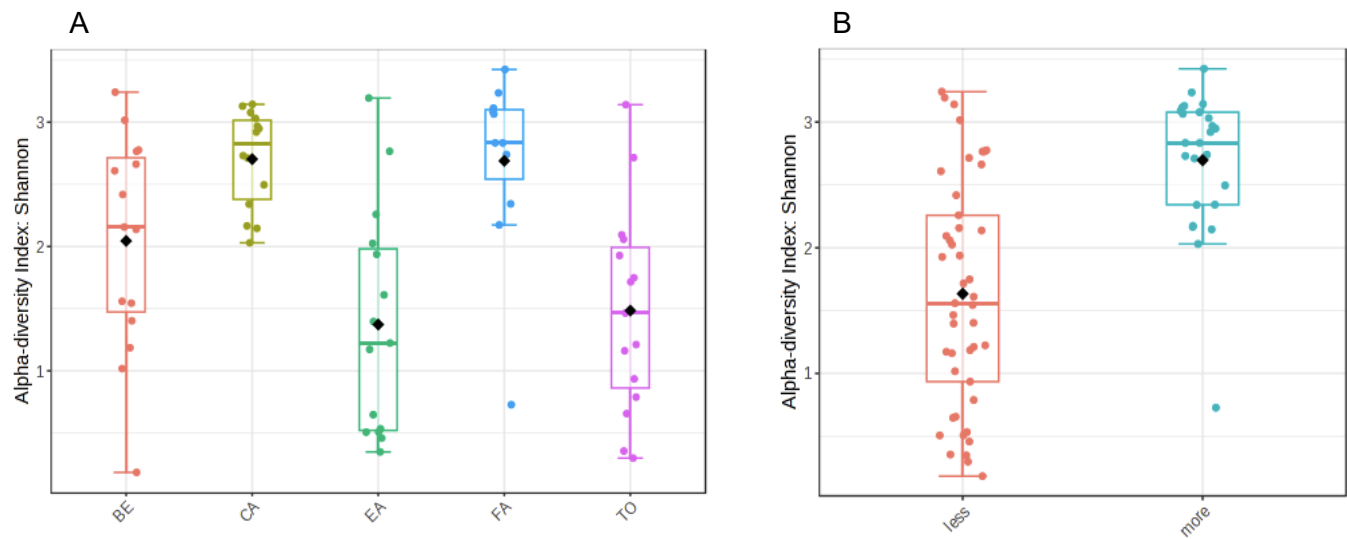 A
B
Alpha-diversity Index: Shannon
3
2
1
BE
CA
EA
FA
TO
Alpha-diversity Index: Shannon
3
2
1
less
more